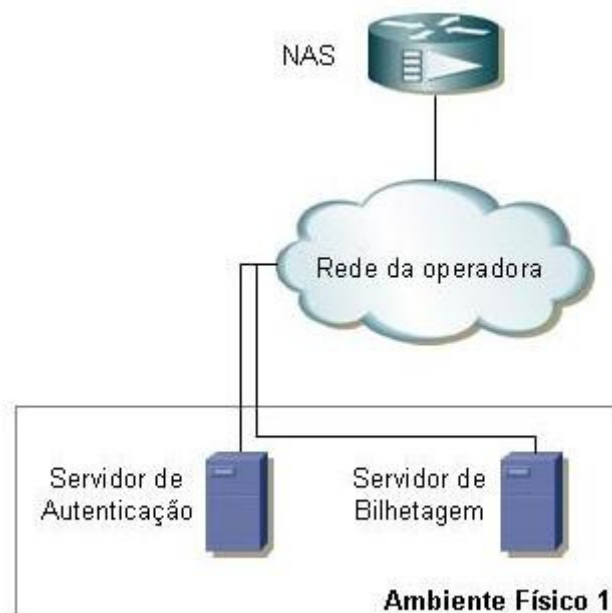 NAS
Rede da operadora
Servidor de
Autenticação
Servidor de
Bilhetagem
Ambiente Físico 1